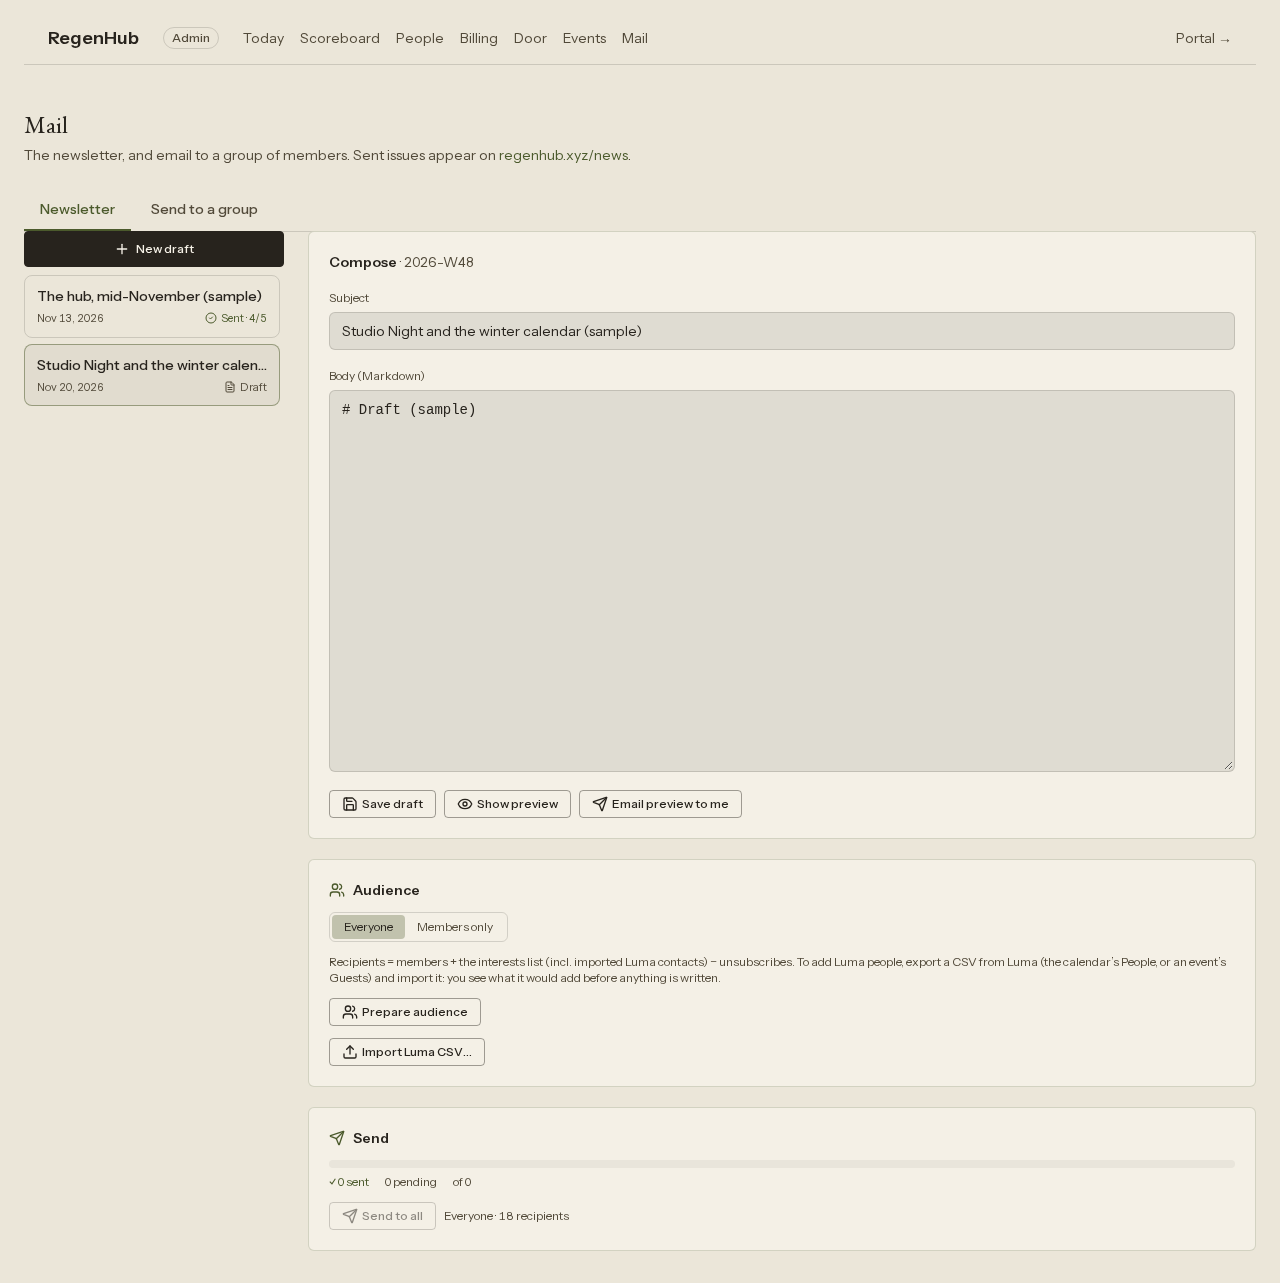 RegenHub Admin Today Scoreboard People Billing Door Events Mail Portal →
Mail
The newsletter, and email to a group of members. Sent issues appear on regenhub.xyz/news.
Newsletter Send to a group
New draft
The hub, mid-November (sample)
Nov 13, 2026 Sent · 4/5
Studio Night and the winter calen...
Nov 20, 2026 Draft
Compose · 2026-W48
Subject
Studio Night and the winter calendar (sample)
Body (Markdown)
# Draft (sample)
Save draft Show preview Email preview to me
Audience
Everyone Members only
Recipients = members + the interests list (incl. imported Luma contacts) − unsubscribes. To add Luma people, export a CSV from Luma (the calendar's People, or an event's
Guests) and import it: you see what it would add before anything is written.
Prepare audience
Import Luma CSV…
Send
✓ 0 sent 0 pending of 0
Send to all Everyone · 18 recipients